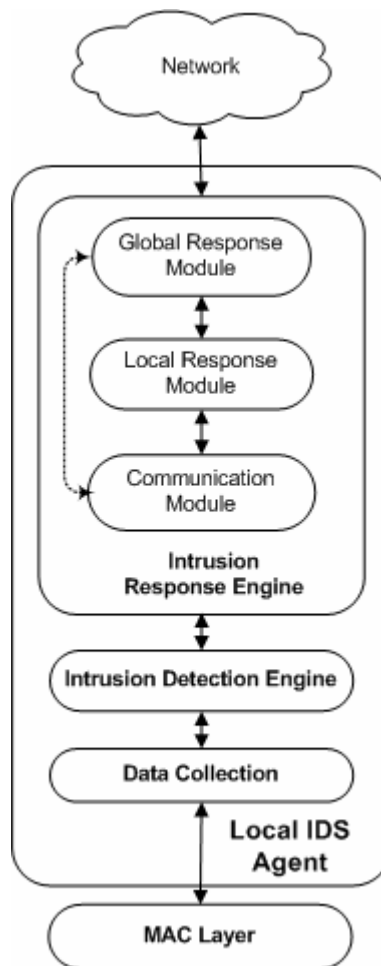 Network
Global Response
Module
Local Response
Module
Communication
Module
Intrusion
Response Engine
Intrusion Detection Engine
Data Collection
Local IDS
Agent
MAC Layer